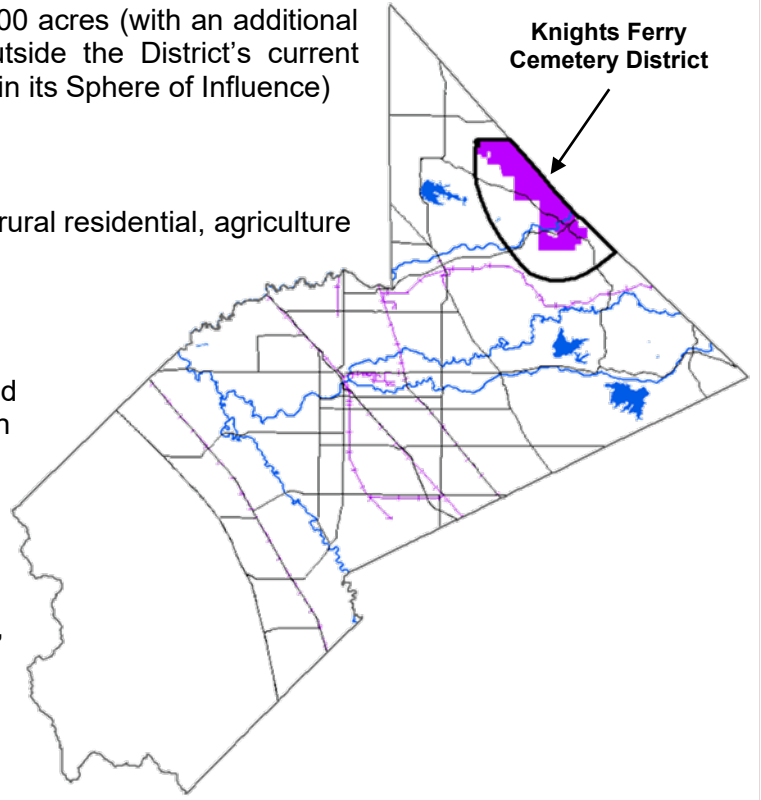 00 acres (with an additional
utside the District's current
in its Sphere of Influence)
Knights Ferry
Cemetery District
rural residential, agriculture
d
n
,